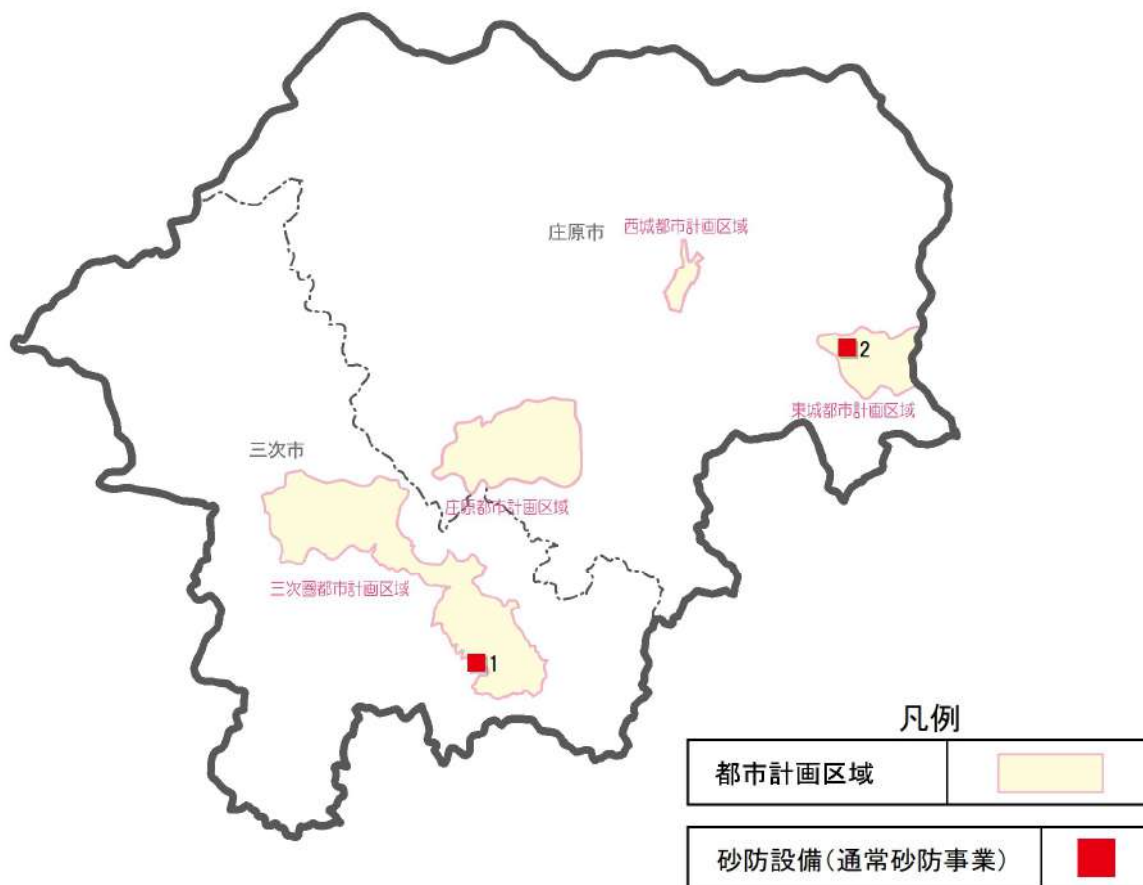 庄原市
西城都市計画区域
2
東城都市計画区域
三次市
庄原都市計画区域
三次圏都市計画区域
1
凡例
都市計画区域
砂防設備(通常砂防事業)